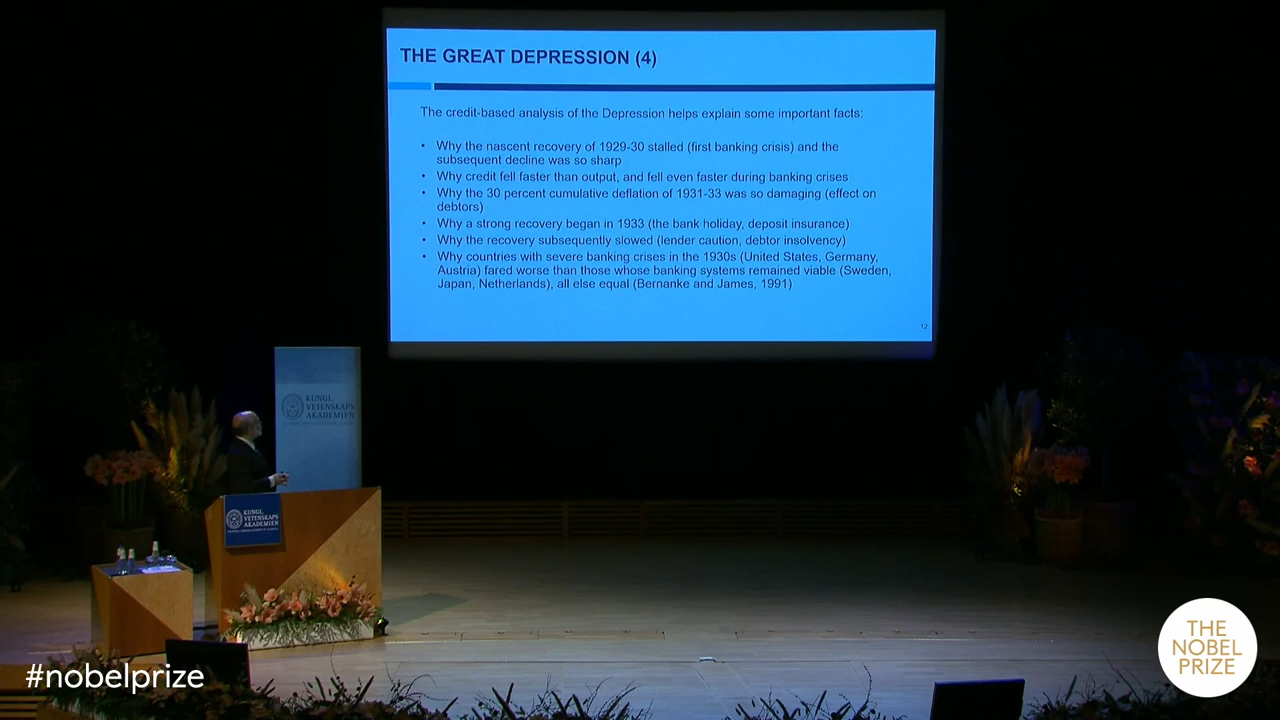 THE GREAT DEPRESSION (4)
The credit-based analysis of the Depression helps explain some important facts:
• Why the nascent recovery of 1929-30 stalled (first banking crisis) and the
subsequent decline was so sharp
• Why credit fell faster than output, and fell even faster during banking crises
• Why the 30 percent cumulative deflation of 1931-33 was so damaging (effect on
debtors)
• Why a strong recovery began in 1933 (the bank holiday, deposit insurance)
• Why the recovery subsequently slowed (lender caution, debtor insolvency)
• Why countries with severe banking crises in the 1930s (United States, Germany,
Austria) fared worse than those whose banking systems remained viable (Sweden,
Japan, Netherlands), all else equal (Bernanke and James, 1991)
12
KUNGL.
VETENSKAPS
AKADEMIEN
KUNGL.
VETENSKAPS
AKADEMIEN
#nobelprize
THE
NOBEL
PRIZE